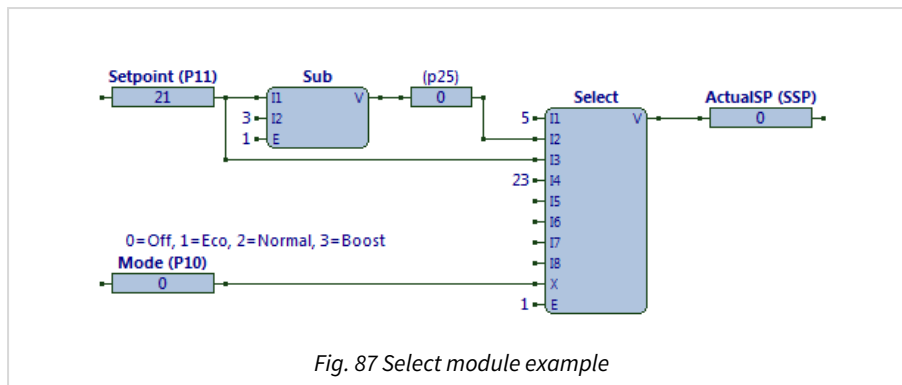 Setpoint (P11)
21
Sub
I1
V
3
I2
1
E
(p25)
0
Select
5
I1
V
I2
I3
23
I4
I5
I6
I7
I8
X
1
E
ActualSP (SSP)
0
0=Off, 1=Eco, 2=Normal, 3=Boost
Mode (P10)
0
Fig. 87 Select module example